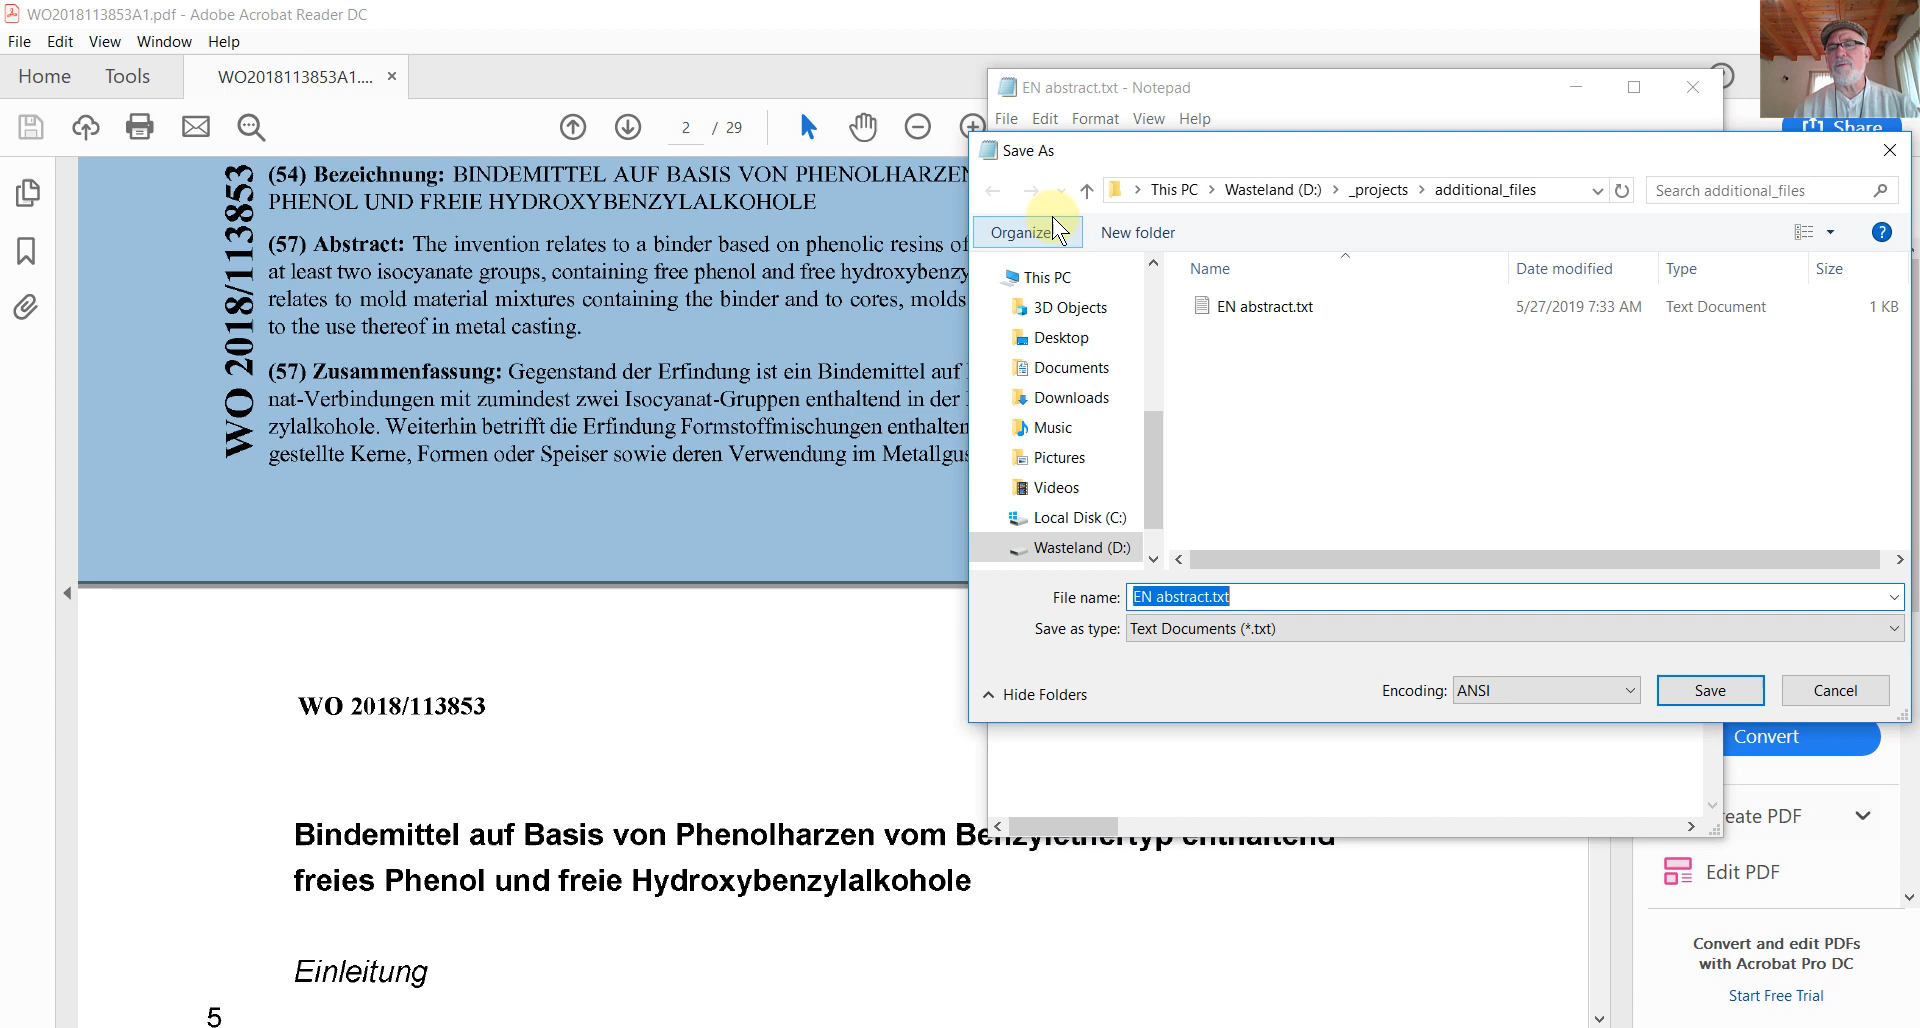 WO2018113853A1.pdf - Adobe Acrobat Reader DC
File Edit View Window Help
Home Tools WO2018113853A1.... ×
2 / 29
Share
WO 2018/113853
(54) Bezeichnung: BINDEMITTEL AUF BASIS VON PHENOLHARZEN
PHENOL UND FREIE HYDROXYBENZYLALKOHOLE
(57) Abstract: The invention relates to a binder based on phenolic resins of
at least two isocyanate groups, containing free phenol and free hydroxybenzy
relates to mold material mixtures containing the binder and to cores, molds
to the use thereof in metal casting.
(57) Zusammenfassung: Gegenstand der Erfindung ist ein Bindemittel auf
nat-Verbindungen mit zumindest zwei Isocyanat-Gruppen enthaltend in der
zylalkohole. Weiterhin betrifft die Erfindung Formstoffmischungen enthalten
gestellte Kerne, Formen oder Speiser sowie deren Verwendung im Metallgus
WO 2018/113853
Bindemittel auf Basis von Phenolharzen vom Benzylethertyp enthaltend
freies Phenol und freie Hydroxybenzylalkohole
Einleitung
5
EN abstract.txt - Notepad
File Edit Format View Help
Save As
This PC > Wasteland (D:) > _projects > additional_files
Search additional_files
Organize New folder
This PC
3D Objects
Desktop
Documents
Downloads
Music
Pictures
Videos
Local Disk (C:)
Wasteland (D:)
Name Date modified Type Size
EN abstract.txt 5/27/2019 7:33 AM Text Document 1 KB
File name: EN abstract.txt
Save as type: Text Documents (*.txt)
Hide Folders
Encoding: ANSI
Save
Cancel
Convert
eate PDF
Edit PDF
Convert and edit PDFs
with Acrobat Pro DC
Start Free Trial